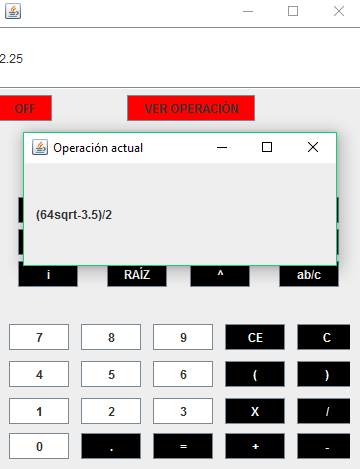 2.25
OFF VER OPERACIÓN
Operación actual
(64sqrt-3.5)/2
i RAÍZ ^ ab/c
7 8 9 CE C
4 5 6 ( )
1 2 3 X /
0 . = + -